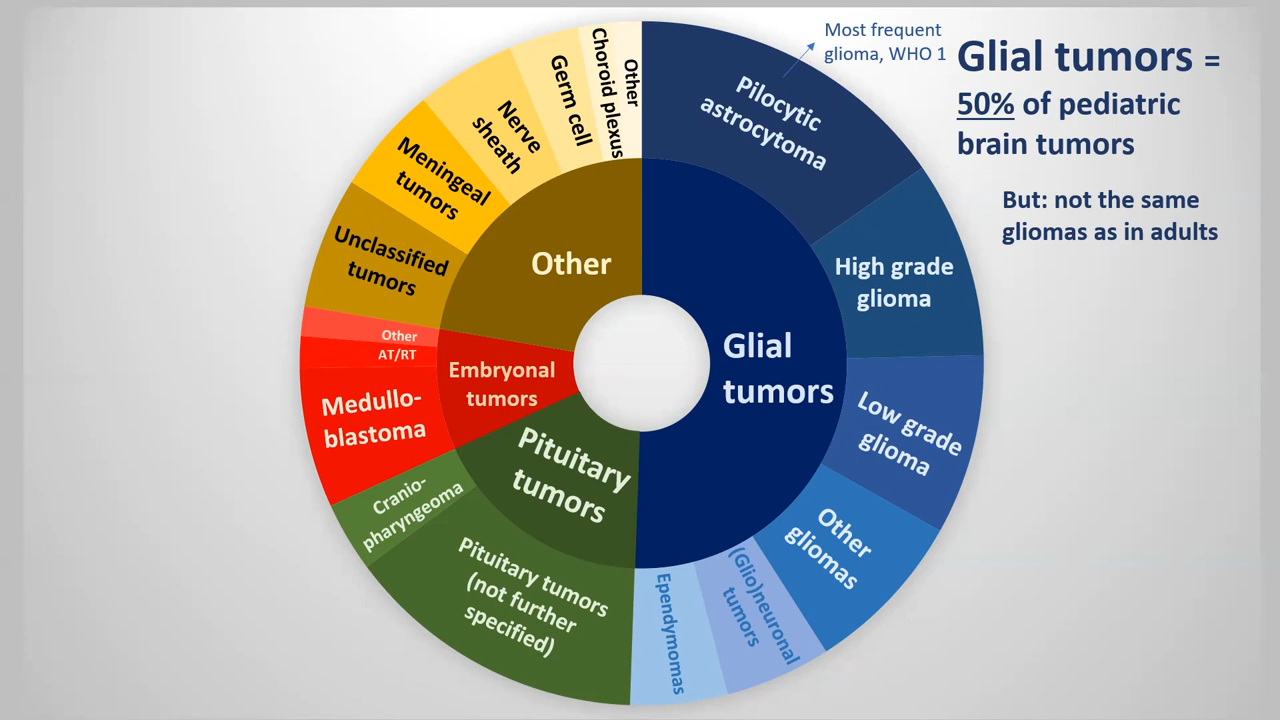 Most frequent
glioma, WHO 1
Glial tumors =
50% of pediatric
brain tumors
But: not the same
gliomas as in adults
Pilocytic
astrocytoma
High grade
glioma
Low grade
glioma
Other
gliomas
(Glio)neuronal
tumors
Ependymomas
Glial
tumors
Pituitary
tumors
Pituitary tumors
(not further
specified)
Cranio-
pharyngeoma
Embryonal
tumors
Medullo-
blastoma
AT/RT
Other
Other
Unclassified
tumors
Meningeal
tumors
Nerve
sheath
Germ cell
Choroid plexus
Other